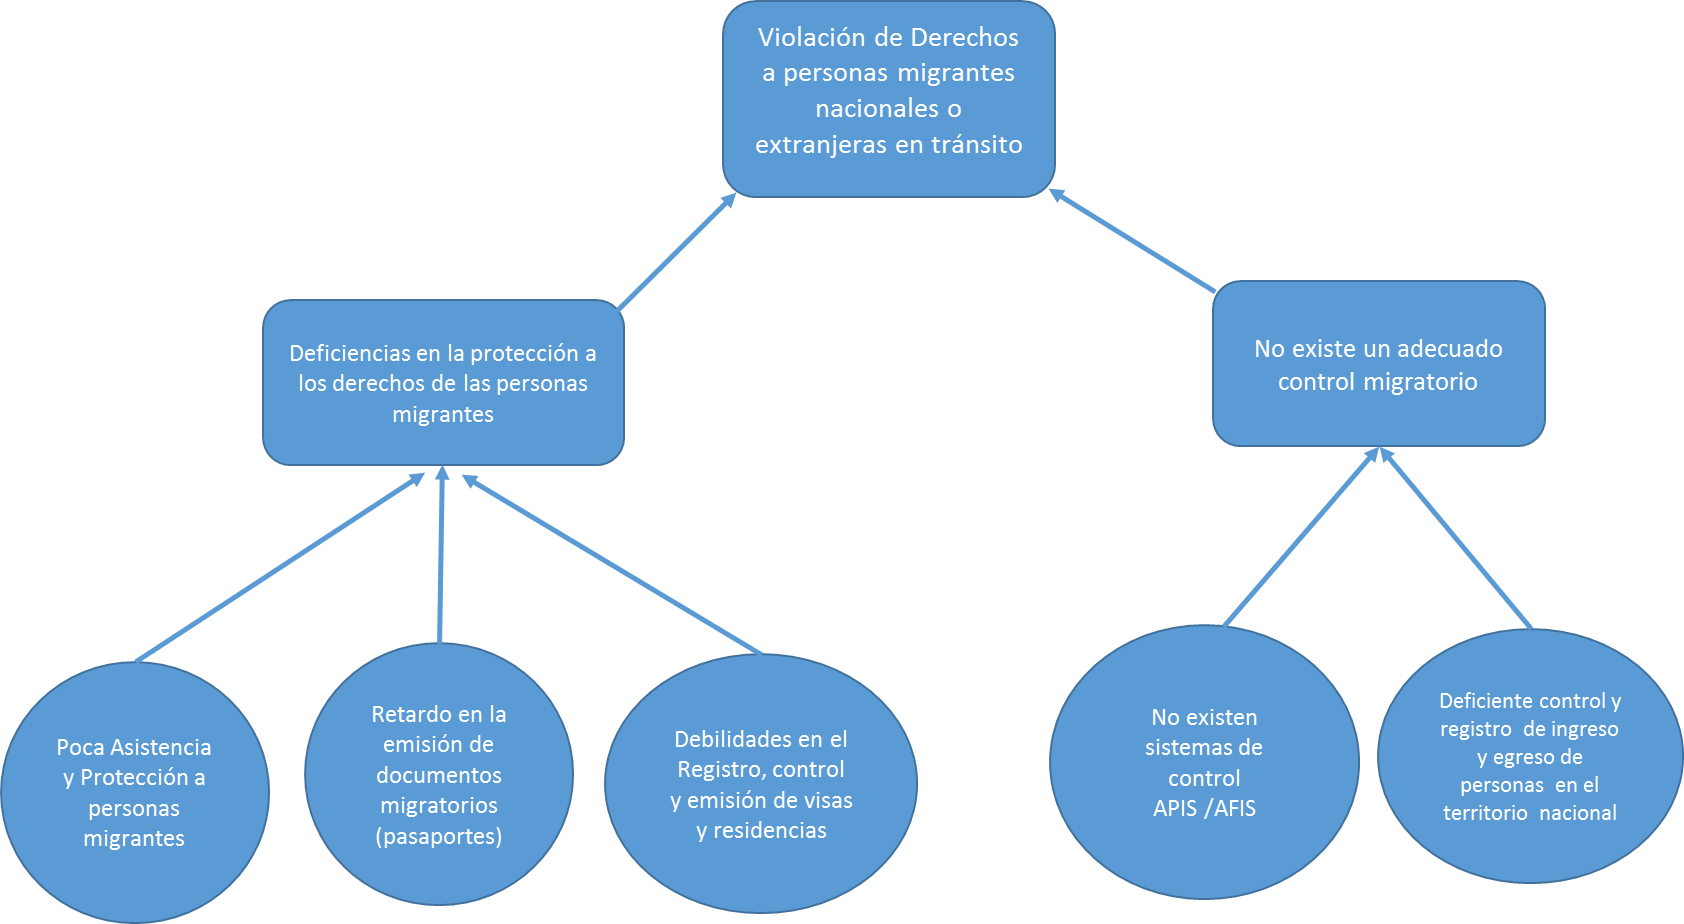 Violación de Derechos
a personas migrantes
nacionales o
extranjeras en tránsito
Deficiencias en la protección a
los derechos de las personas
migrantes
No existe un adecuado
control migratorio
Poca Asistencia
y Protección a
personas
migrantes
Retardo en la
emisión de
documentos
migratorios
(pasaportes)
Debilidades en el
Registro, control
y emisión de visas
y residencias
No existen
sistemas de
control
APIS /AFIS
Deficiente control y
registro de ingreso
y egreso de
personas en el
territorio nacional